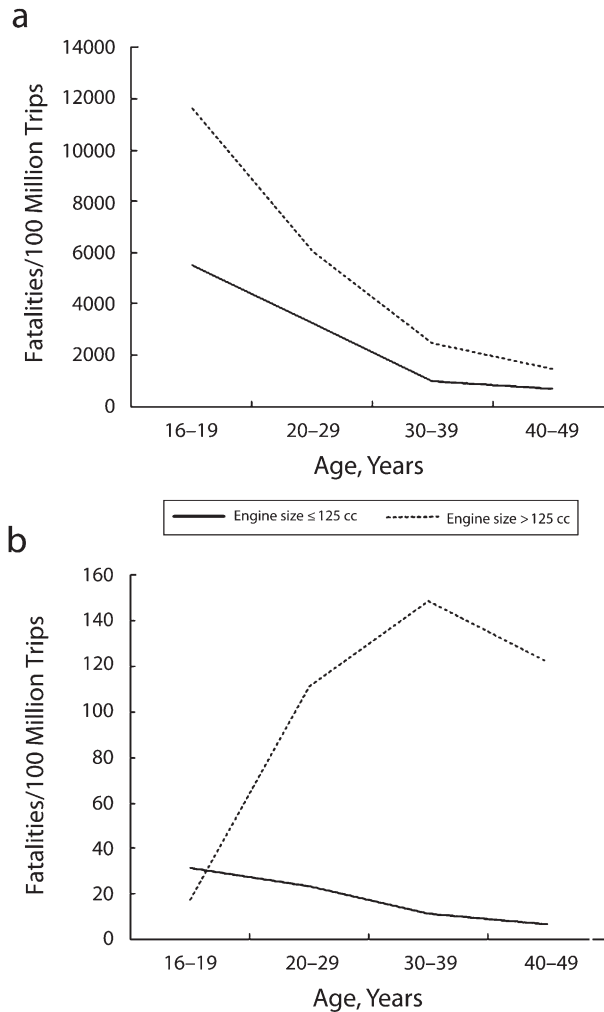 a
14000
12000
10000
8000
6000
4000
2000
0
Fatalities/100 Million Trips
16–19 20–29 30–39 40–49
Age, Years
Engine size ≤ 125 cc Engine size > 125 cc
b
160
140
120
100
80
60
40
20
0
Fatalities/100 Million Trips
16–19 20–29 30–39 40–49
Age, Years